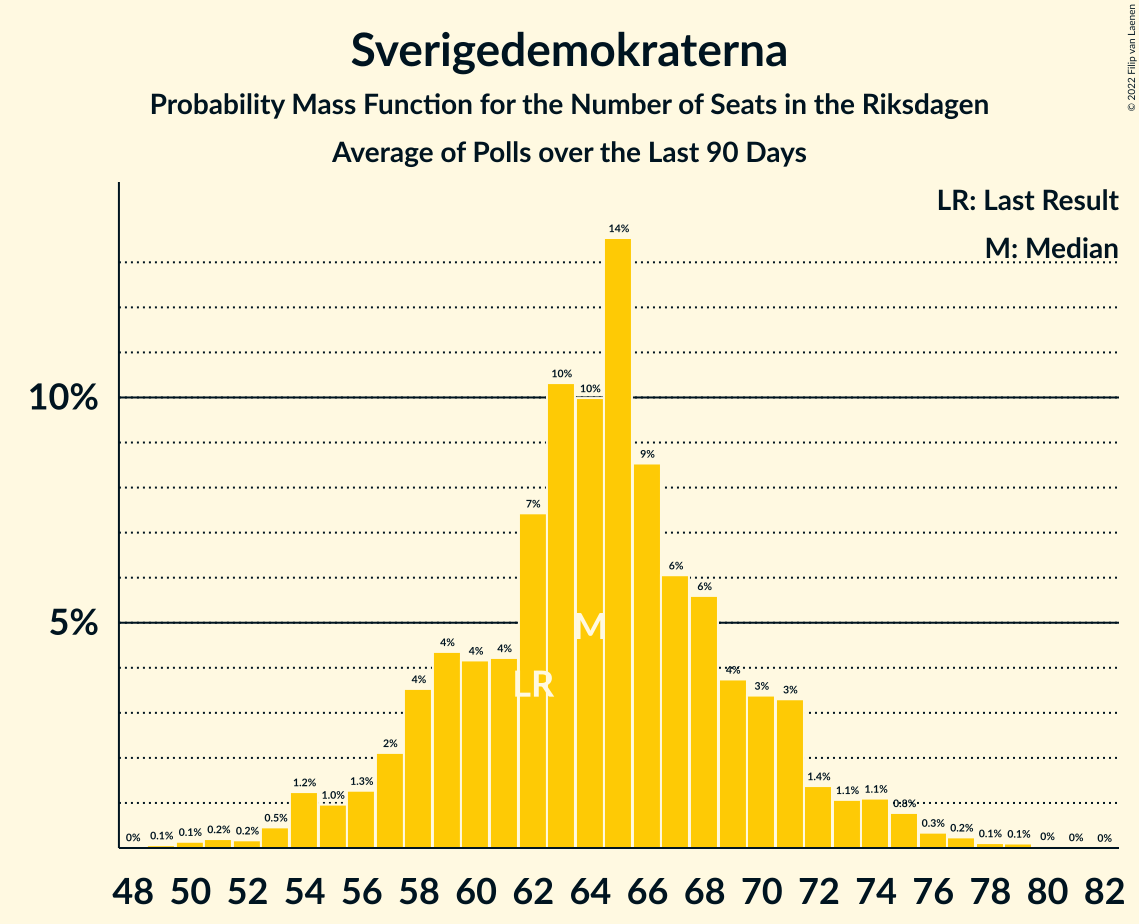 Sverigedemokraterna
Probability Mass Function for the Number of Seats in the Riksdagen
Average of Polls over the Last 90 Days
© 2022 Filip van Laenen
LR: Last Result
M: Median
10%
5%
0% 0.1% 0.1% 0.2% 0.2% 0.5% 1.2% 1.0% 1.3% 2% 4% 4% 4% 4% 7% 10% 10% 14% 9% 6% 6% 4% 3% 3% 1.4% 1.1% 1.1% 0.8% 0.3% 0.2% 0.1% 0.1% 0% 0% 0%
M
LR
48 50 52 54 56 58 60 62 64 66 68 70 72 74 76 78 80 82